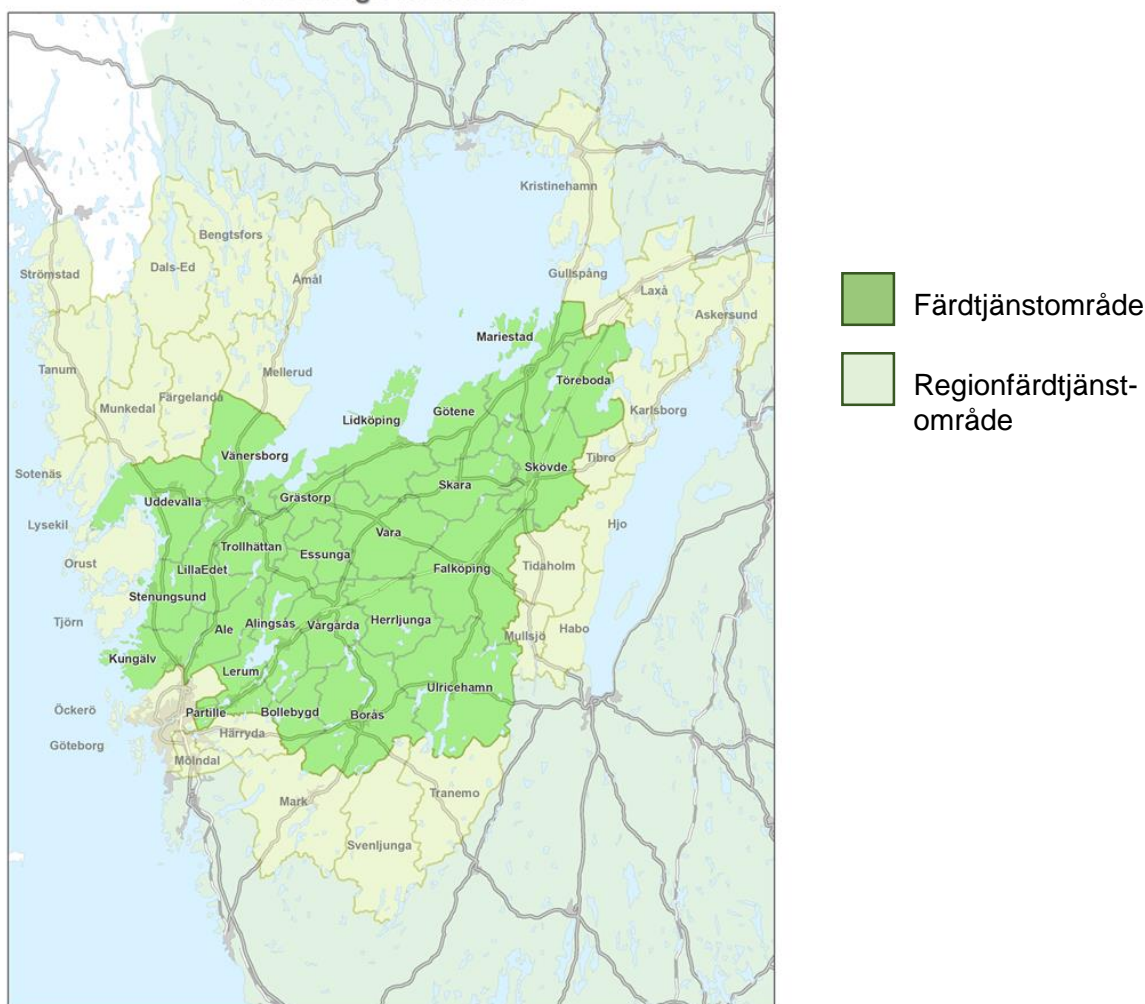 Kristinehamn
Bengtsfors
Strömstad
Dals-Ed
Åmål
Gullspång
Laxå
Askersund
Mariestad
Tanum
Mellerud
Töreboda
Färgelanda
Munkedal
Karlsborg
Götene
Lidköping
Vänersborg
Tibro
Skövde
Sotenäs
Skara
Grästorp
Uddevalla
Lysekil
Hjo
Vara
Trollhättan
Essunga
Orust
Tidaholm
LillaEdet
Falköping
Stenungsund
Tjörn
Ale
Alingsås
Vårgårda
Herrljunga
Habo
Mullsjö
Kungälv
Lerum
Ulricehamn
Öckerö
Partille
Bollebygd
Borås
Härryda
Göteborg
Mölndal
Tranemo
Mark
Svenljunga
Färdtjänstområde
Regionfärdtjänst-
område